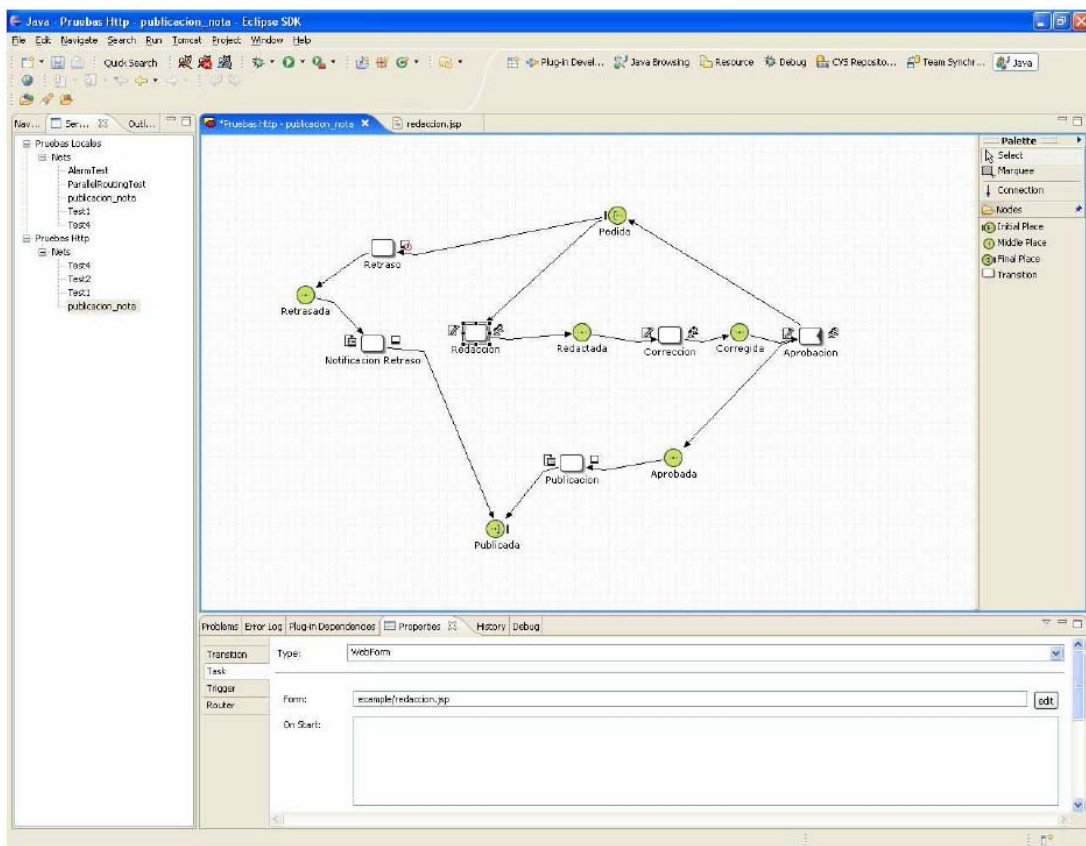 Java - Pruebas Http - publicacion_nota - Eclipse SDK
File Edit Navigate Search Run Tomcat Project Window Help
Quick Search
Plug-in Devel... Java Browsing Resource Debug CVS Reposito... Team Synchr... Java
Nav... Ser... Outl...
*Pruebas Http - publicacion_nota redaccion.jsp
Pruebas Locales
Nets
AlarmTest
ParallelRoutingTest
publicacion_nota
Test1
Test4
Pruebas Http
Nets
Test4
Test2
Test1
publicacion_nota
Pedida
Retraso
Retrasada
Notificacion Retraso
Redaccion
Redactada
Correccion
Corregida
Aprobacion
Publicacion
Aprobada
Publicada
Palette
Select
Marquee
Connection
Nodes
Initial Place
Middle Place
Final Place
Transition
Problems Error Log Plug-in Dependencies Properties History Debug
Transition
Task
Trigger
Router
Type: WebForm
Form: example/redaccion.jsp edit
On Start: